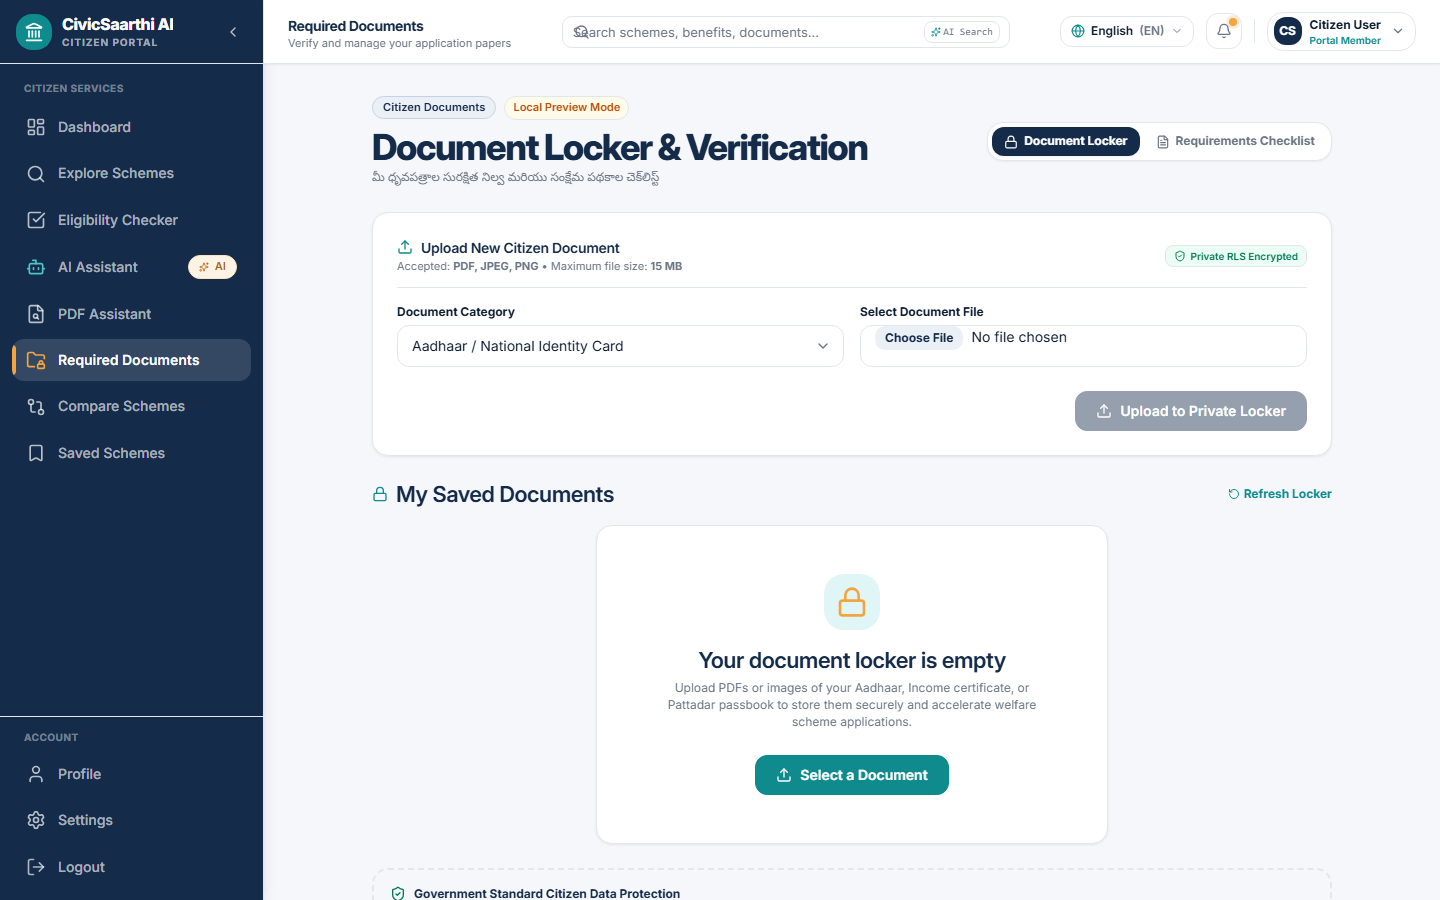 CivicSaarthi AI
CITIZEN PORTAL
CITIZEN SERVICES
Dashboard
Explore Schemes
Eligibility Checker
AI Assistant
AI
PDF Assistant
Required Documents
Compare Schemes
Saved Schemes
ACCOUNT
Profile
Settings
Logout
Required Documents
Verify and manage your application papers
Search schemes, benefits, documents...
AI Search
English (EN)
CS
Citizen User
Portal Member
Citizen Documents
Local Preview Mode
Document Locker & Verification
మీ ధృవపత్రాల సురక్షిత నిల్వ మరియు సంక్షేమ పథకాల చెక్‌లిస్ట్
Document Locker
Requirements Checklist
Upload New Citizen Document
Accepted: PDF, JPEG, PNG • Maximum file size: 15 MB
Private RLS Encrypted
Document Category
Aadhaar / National Identity Card
Select Document File
Choose File No file chosen
Upload to Private Locker
My Saved Documents
Refresh Locker
Your document locker is empty
Upload PDFs or images of your Aadhaar, Income certificate, or
Pattadar passbook to store them securely and accelerate welfare
scheme applications.
Select a Document
Government Standard Citizen Data Protection